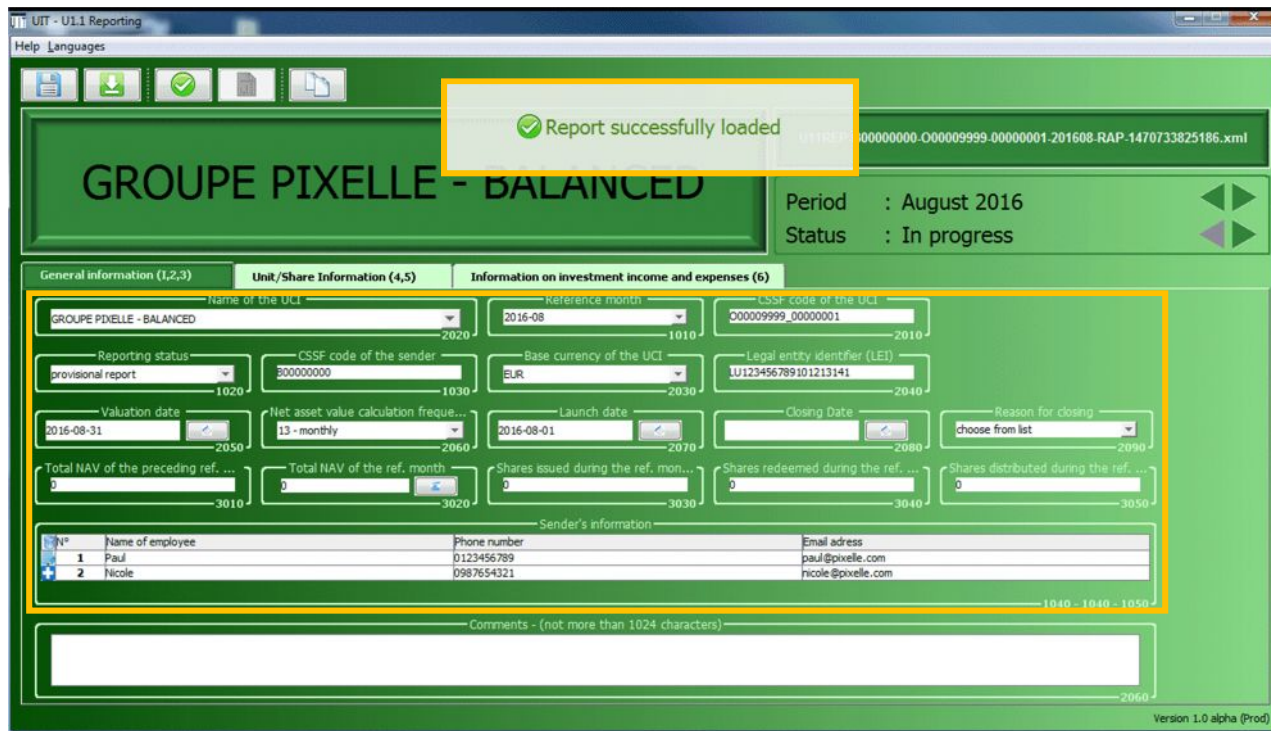 UIT - U1.1 Reporting
Help Languages
Report successfully loaded
00000000-O00009999-00000001-201608-RAP-1470733825186.xml
GROUPE PIXELLE - BALANCED
Period : August 2016
Status : In progress
General information (1,2,3) Unit/Share Information (4,5) Information on investment income and expenses (6)
Name of the UCI Reference month CSSF code of the UCI
GROUPE PIXELLE - BALANCED 2016-08 O00009999_00000001
2020 1010 2010
Reporting status CSSF code of the sender Base currency of the UCI Legal entity identifier (LEI)
provisional report B00000000 EUR LU123456789101213141
1020 1030 2030 2040
Valuation date Net asset value calculation freque... Launch date Closing Date Reason for closing
2016-08-31 13 - monthly 2016-08-01 choose from list
2050 2060 2070 2080 2090
Total NAV of the preceding ref. ... Total NAV of the ref. month Shares issued during the ref. mon... Shares redeemed during the ref. ... Shares distributed during the ref. ...
0 0 0 0 0
3010 3020 3030 3040 3050
Sender's information
N° Name of employee Phone number Email adress
1 Paul 0123456789 paul@pixelle.com
2 Nicole 0987654321 nicole@pixelle.com
1040 - 1040 - 1050
Comments - (not more than 1024 characters)
2060
Version 1.0 alpha (Prod)